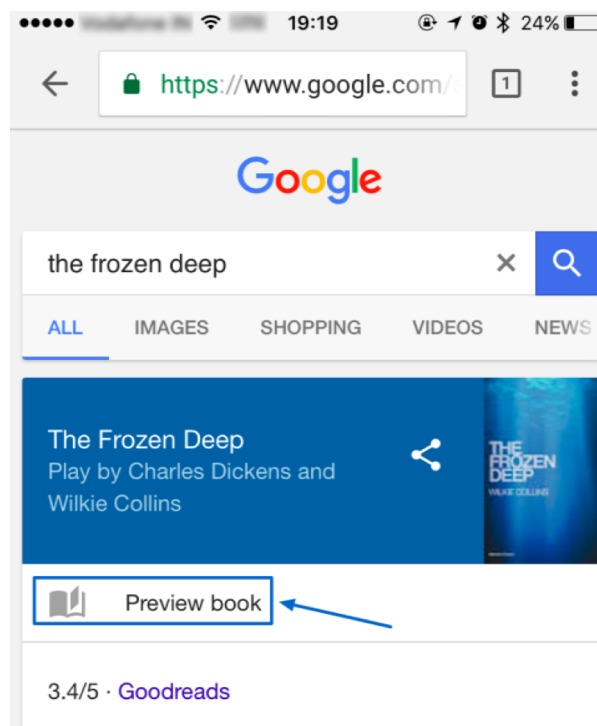 19:19 24%
https://www.google.com/
1
Google
the frozen deep
ALL IMAGES SHOPPING VIDEOS NEWS
The Frozen Deep
Play by Charles Dickens and
Wilkie Collins
THE
FROZEN
DEEP
WILKIE COLLINS
Preview book
3.4/5 · Goodreads